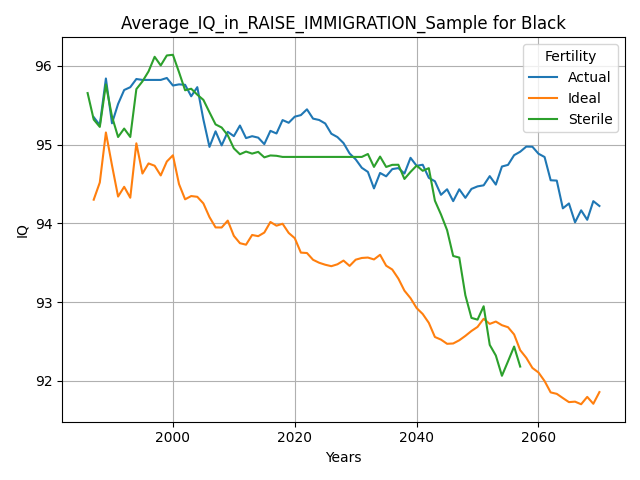 Average_IQ_in_RAISE_IMMIGRATION_Sample for Black
Fertility
Actual
Ideal
Sterile
IQ
96
95
94
93
92
2000
2020
2040
2060
Years